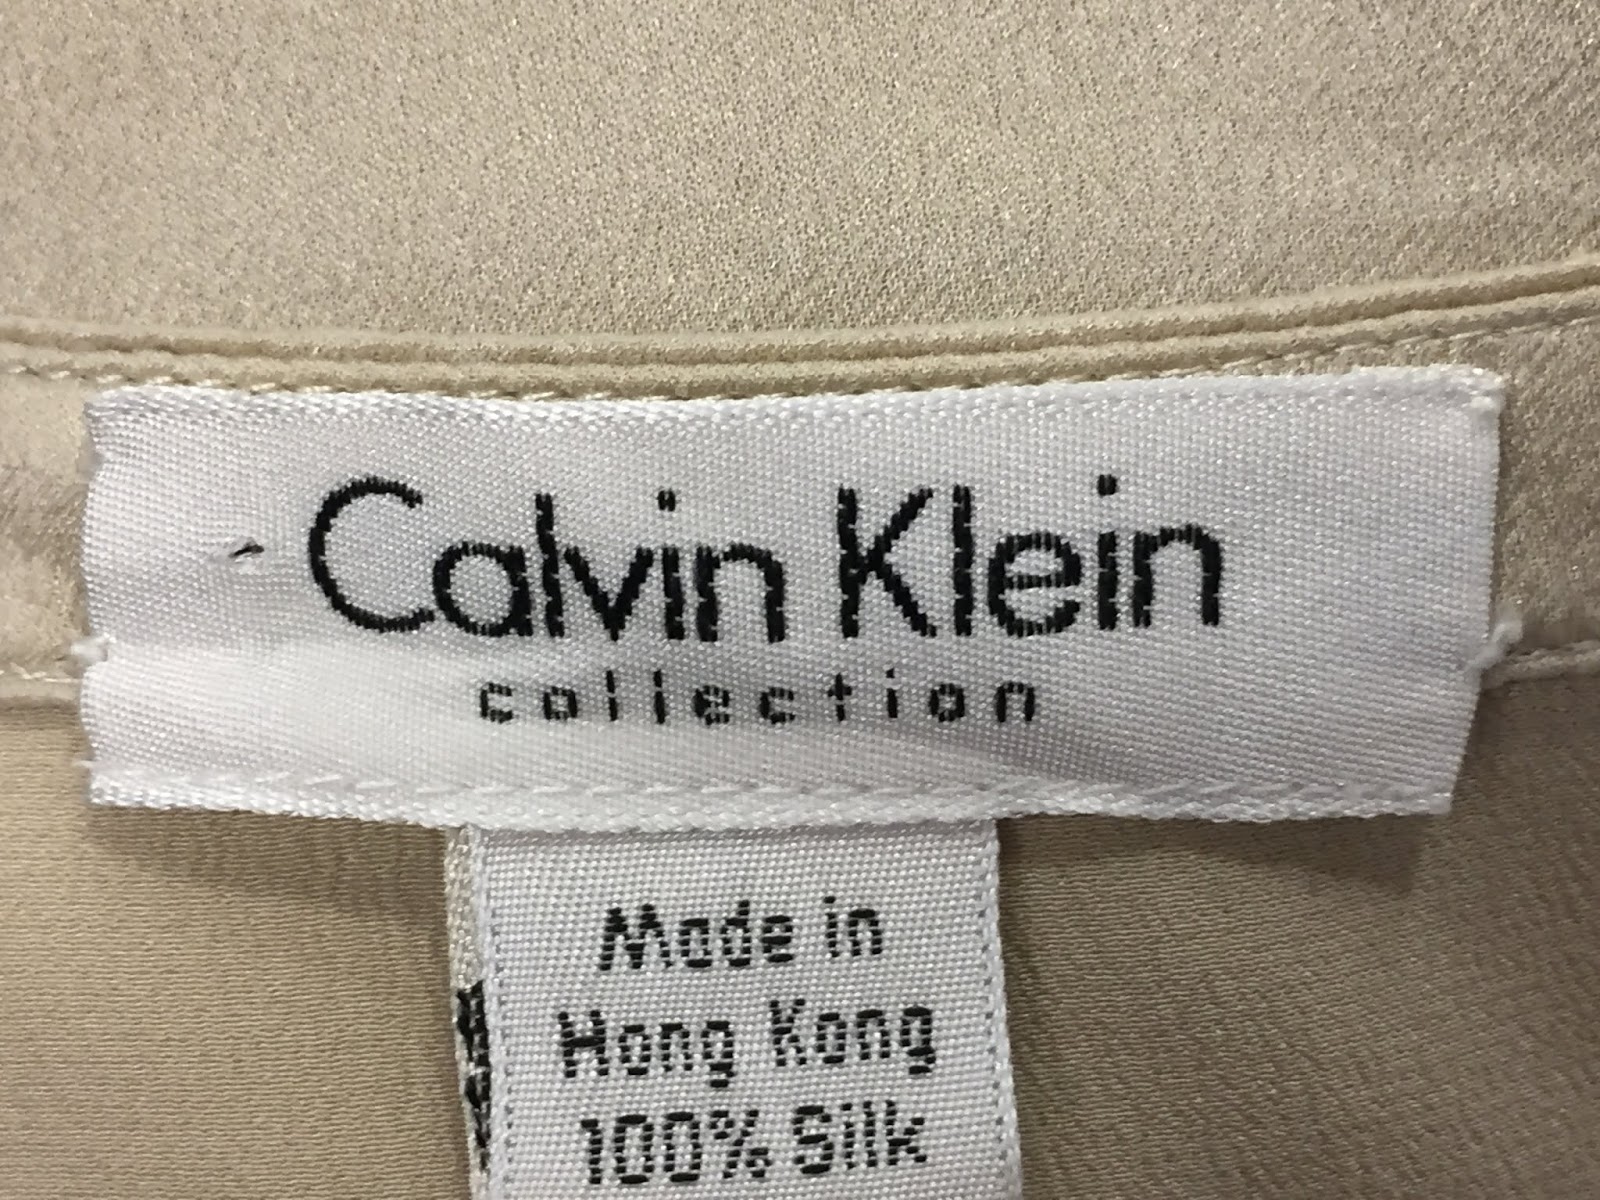 Calvin Klein
collection
Made in
Hong Kong
100% Silk